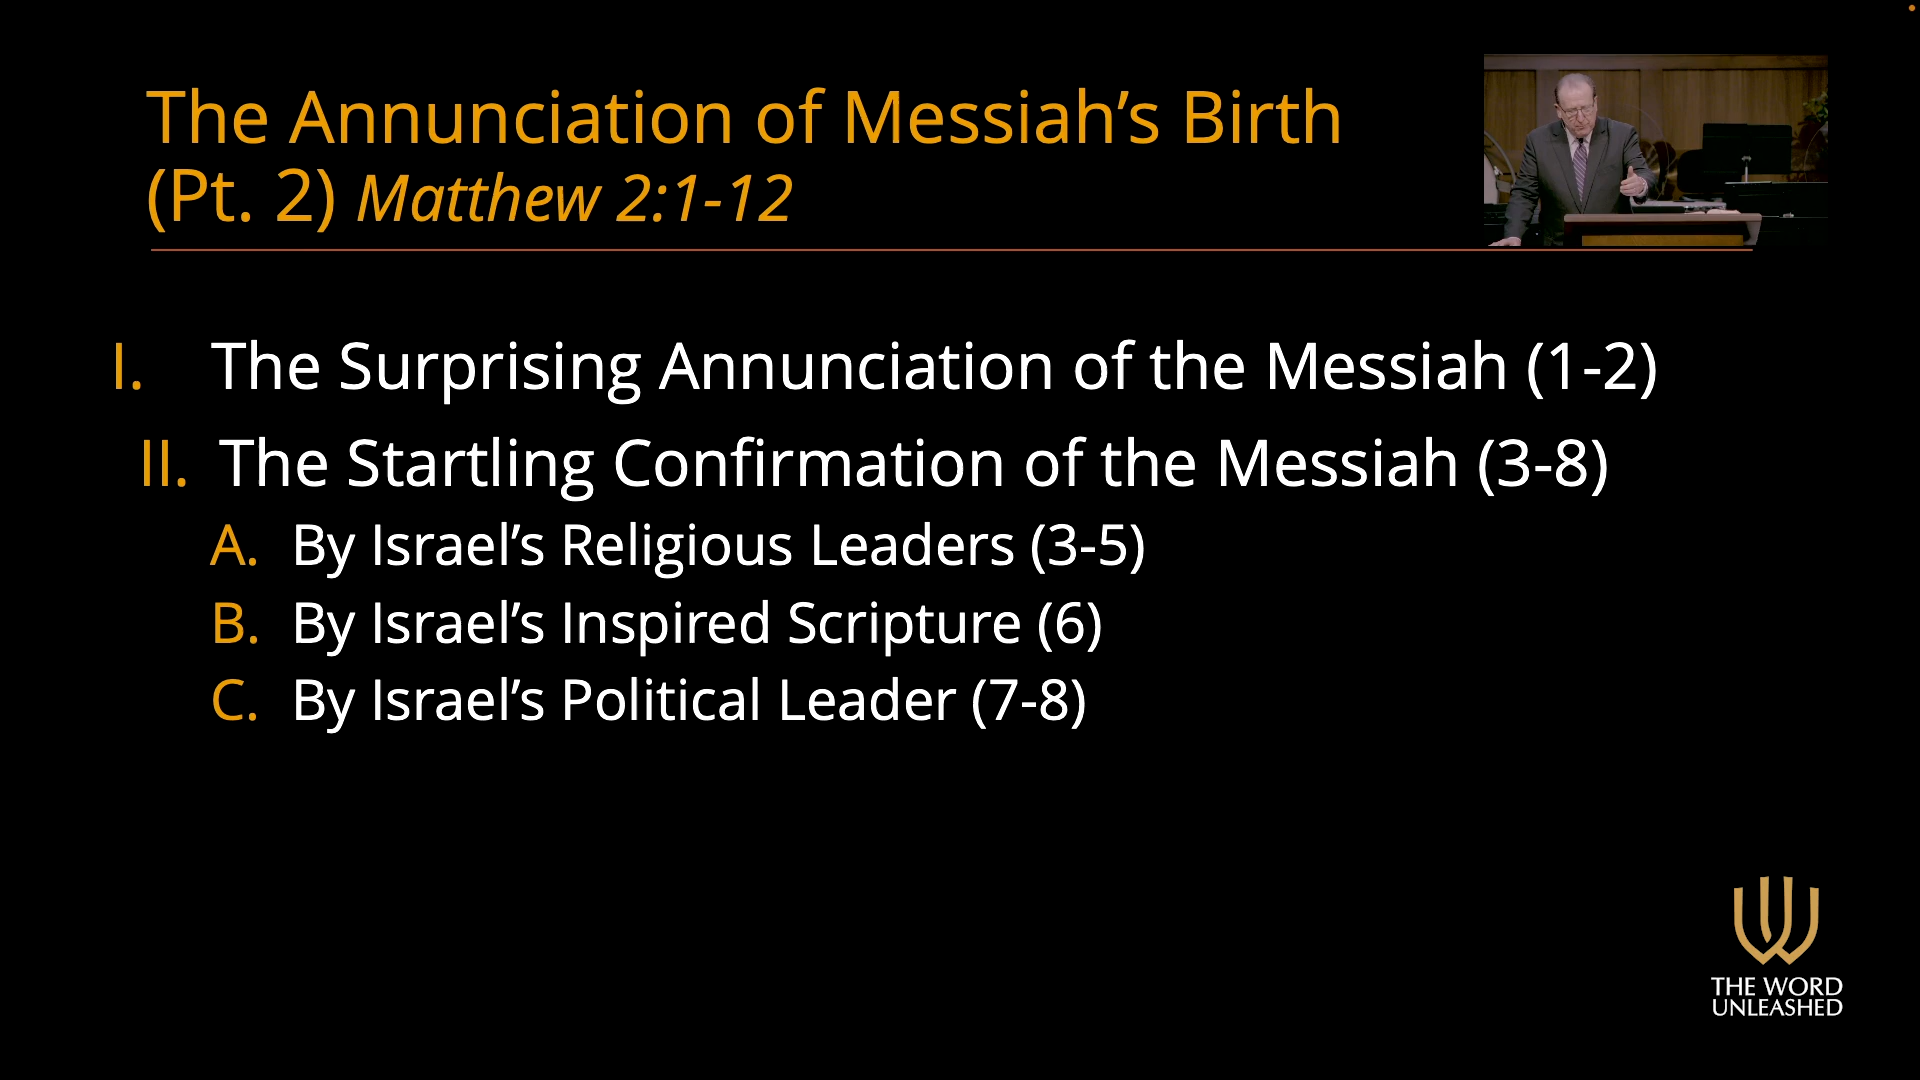 The Annunciation of Messiah’s Birth
(Pt. 2) Matthew 2:1-12
I. The Surprising Annunciation of the Messiah (1-2)
II. The Startling Confirmation of the Messiah (3-8)
A. By Israel’s Religious Leaders (3-5)
B. By Israel’s Inspired Scripture (6)
C. By Israel’s Political Leader (7-8)
THE WORD
UNLEASHED